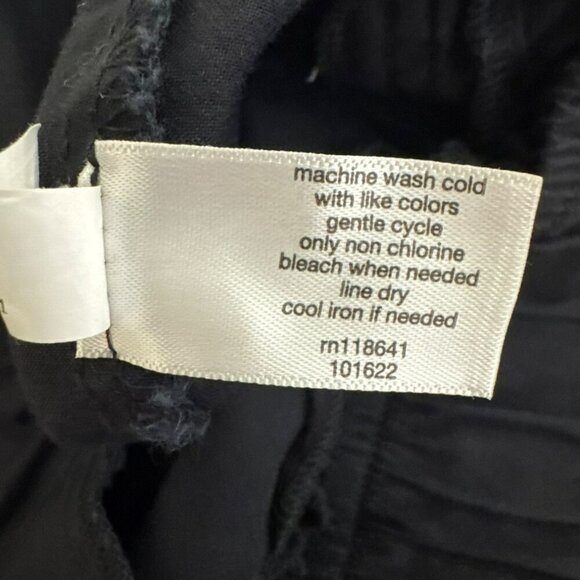 machine wash cold
with like colors
gentle cycle
only non chlorine
bleach when needed
line dry
cool iron if needed
rn118641
101622